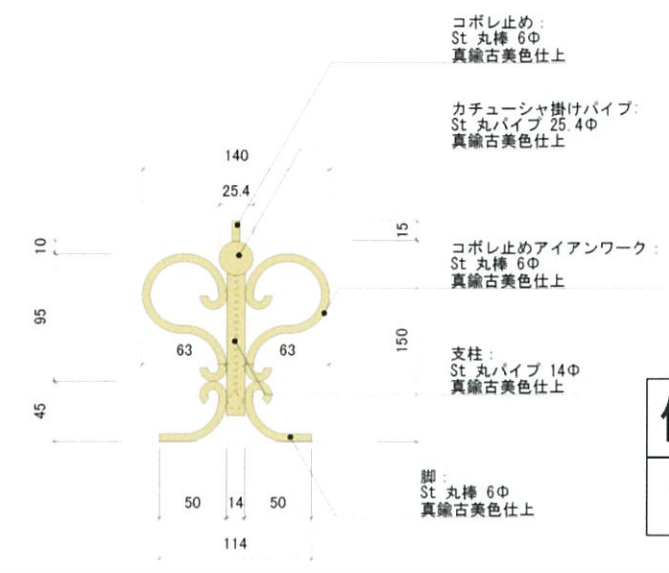 コボレ止め:
St 丸棒 6Φ
真鍮古美色仕上
カチューシャ掛けパイプ:
St 丸パイプ 25.4Φ
真鍮古美色仕上
140
25.4
15
10
コボレ止めアイアンワーク:
St 丸棒 6Φ
真鍮古美色仕上
95
63
63
150
支柱:
St 丸パイプ 14Φ
真鍮古美色仕上
45
脚:
St 丸棒 6Φ
真鍮古美色仕上
50
14
50
114